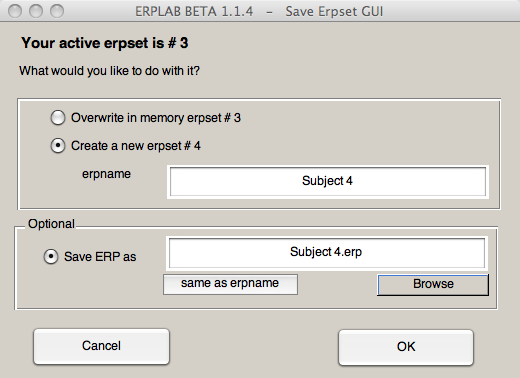 ERPLAB BETA 1.1.4 - Save Erpset GUI
Your active erpset is # 3
What would you like to do with it?
Overwrite in memory erpset # 3
Create a new erpset # 4
erpname
Subject 4
Optional
Save ERP as
Subject 4.erp
same as erpname
Browse
Cancel
OK